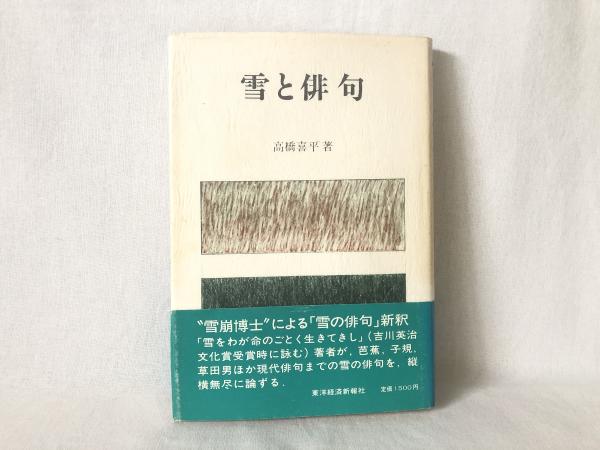 雪と俳句
高橋喜平著
"雪崩博士"による「雪の俳句」新釈
「雪をわが命のごとく生きてきし」(吉川英治
文化賞受賞時に詠む)著者が，芭蕉，子規，
草田男ほか現代俳句までの雪の俳句を，縦
横無尽に論ずる．
東洋経済新報社 定価1500円